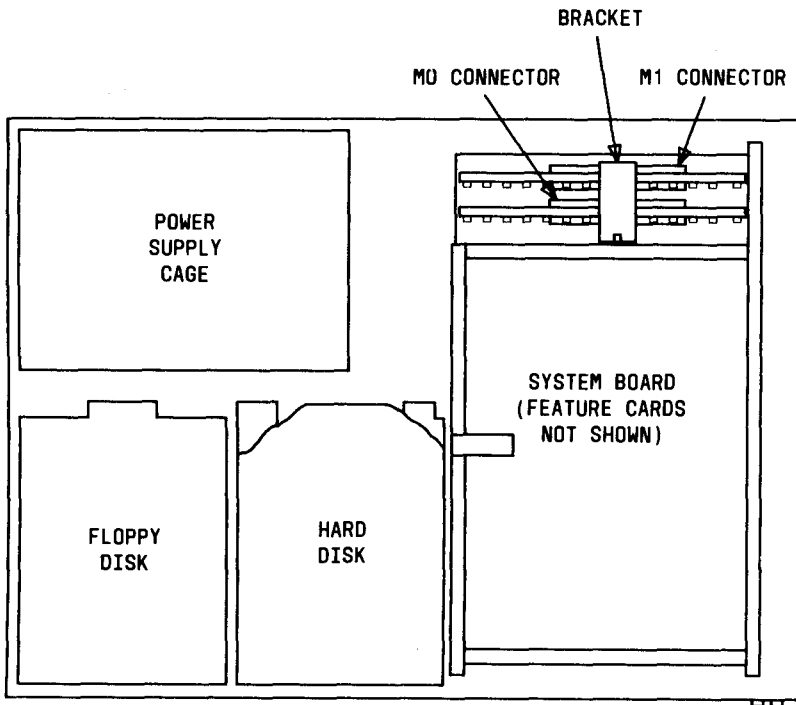 BRACKET
M0 CONNECTOR
M1 CONNECTOR
POWER
SUPPLY
CAGE
SYSTEM BOARD
(FEATURE CARDS
NOT SHOWN)
FLOPPY
DISK
HARD
DISK